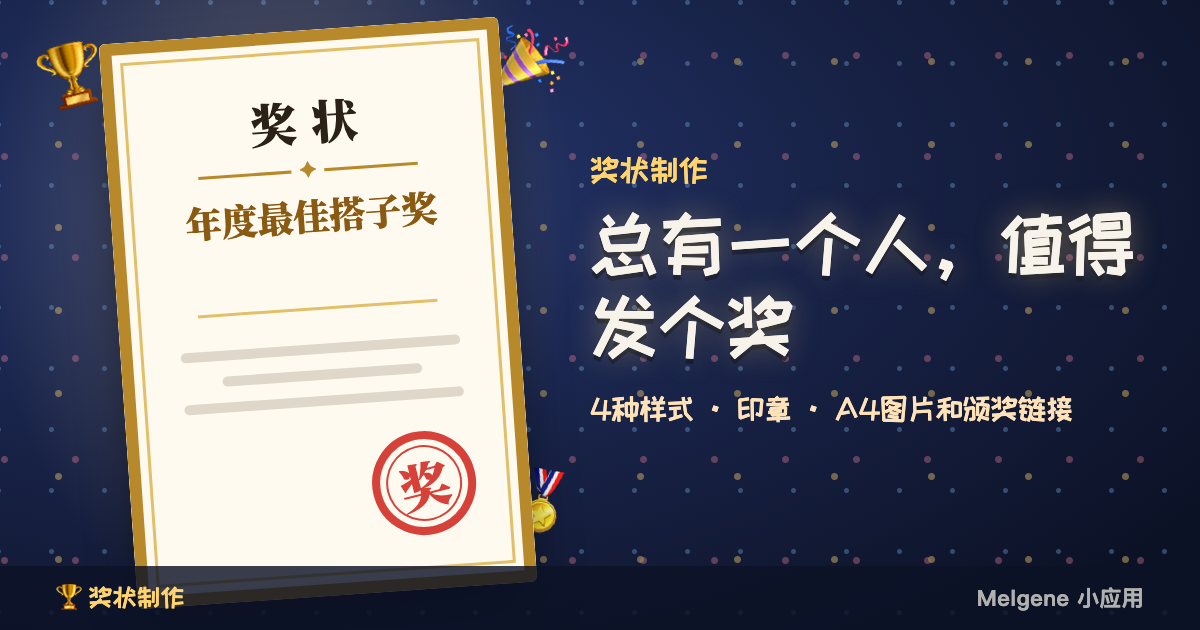 奖状
年度最佳搭子奖
奖
奖状制作
总有一个人，值得
发个奖
4种样式 · 印章 · A4图片和颁奖链接
奖状制作
Melgene 小应用